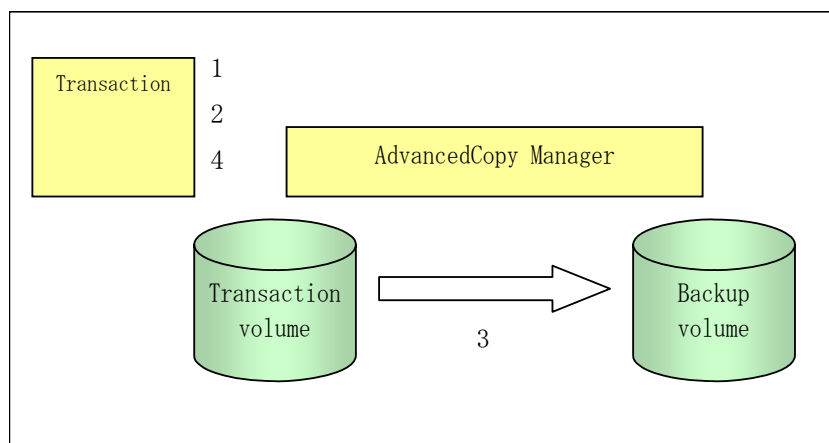 Transaction
1
2
4
AdvancedCopy Manager
Transaction
volume
3
Backup
volume